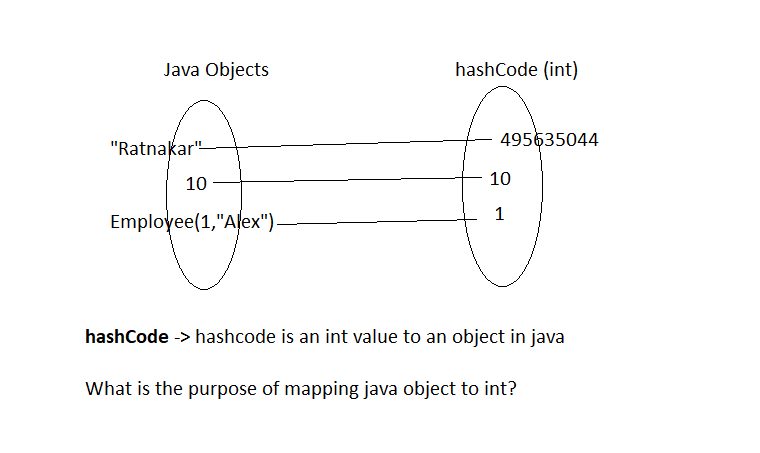 Java Objects hashCode (int)
"Ratnakar" 495635044
10 10
Employee(1,"Alex") 1
hashCode -> hashcode is an int value to an object in java
What is the purpose of mapping java object to int?